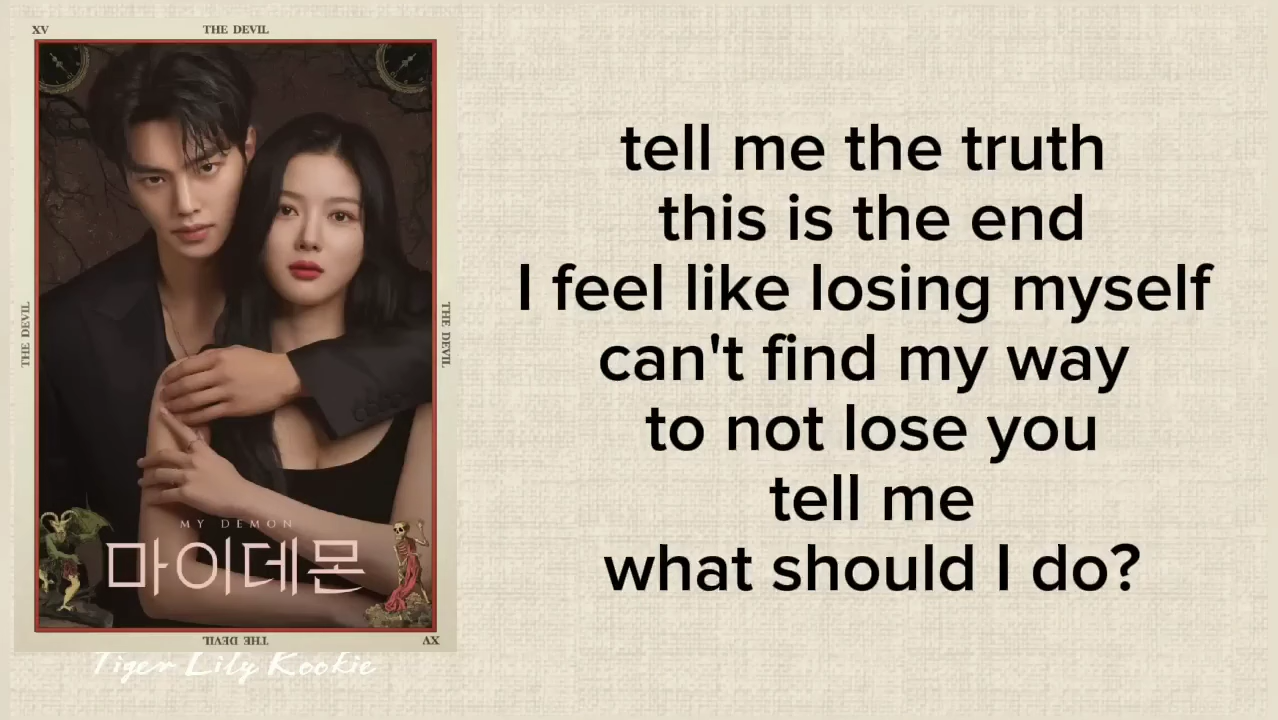 XV
THE DEVIL
THE DEVIL
THE DEVIL
MY DEMON
마이데몬
THE DEVIL
XV
Tiger Lily Kookie
tell me the truth
this is the end
I feel like losing myself
can't find my way
to not lose you
tell me
what should I do?